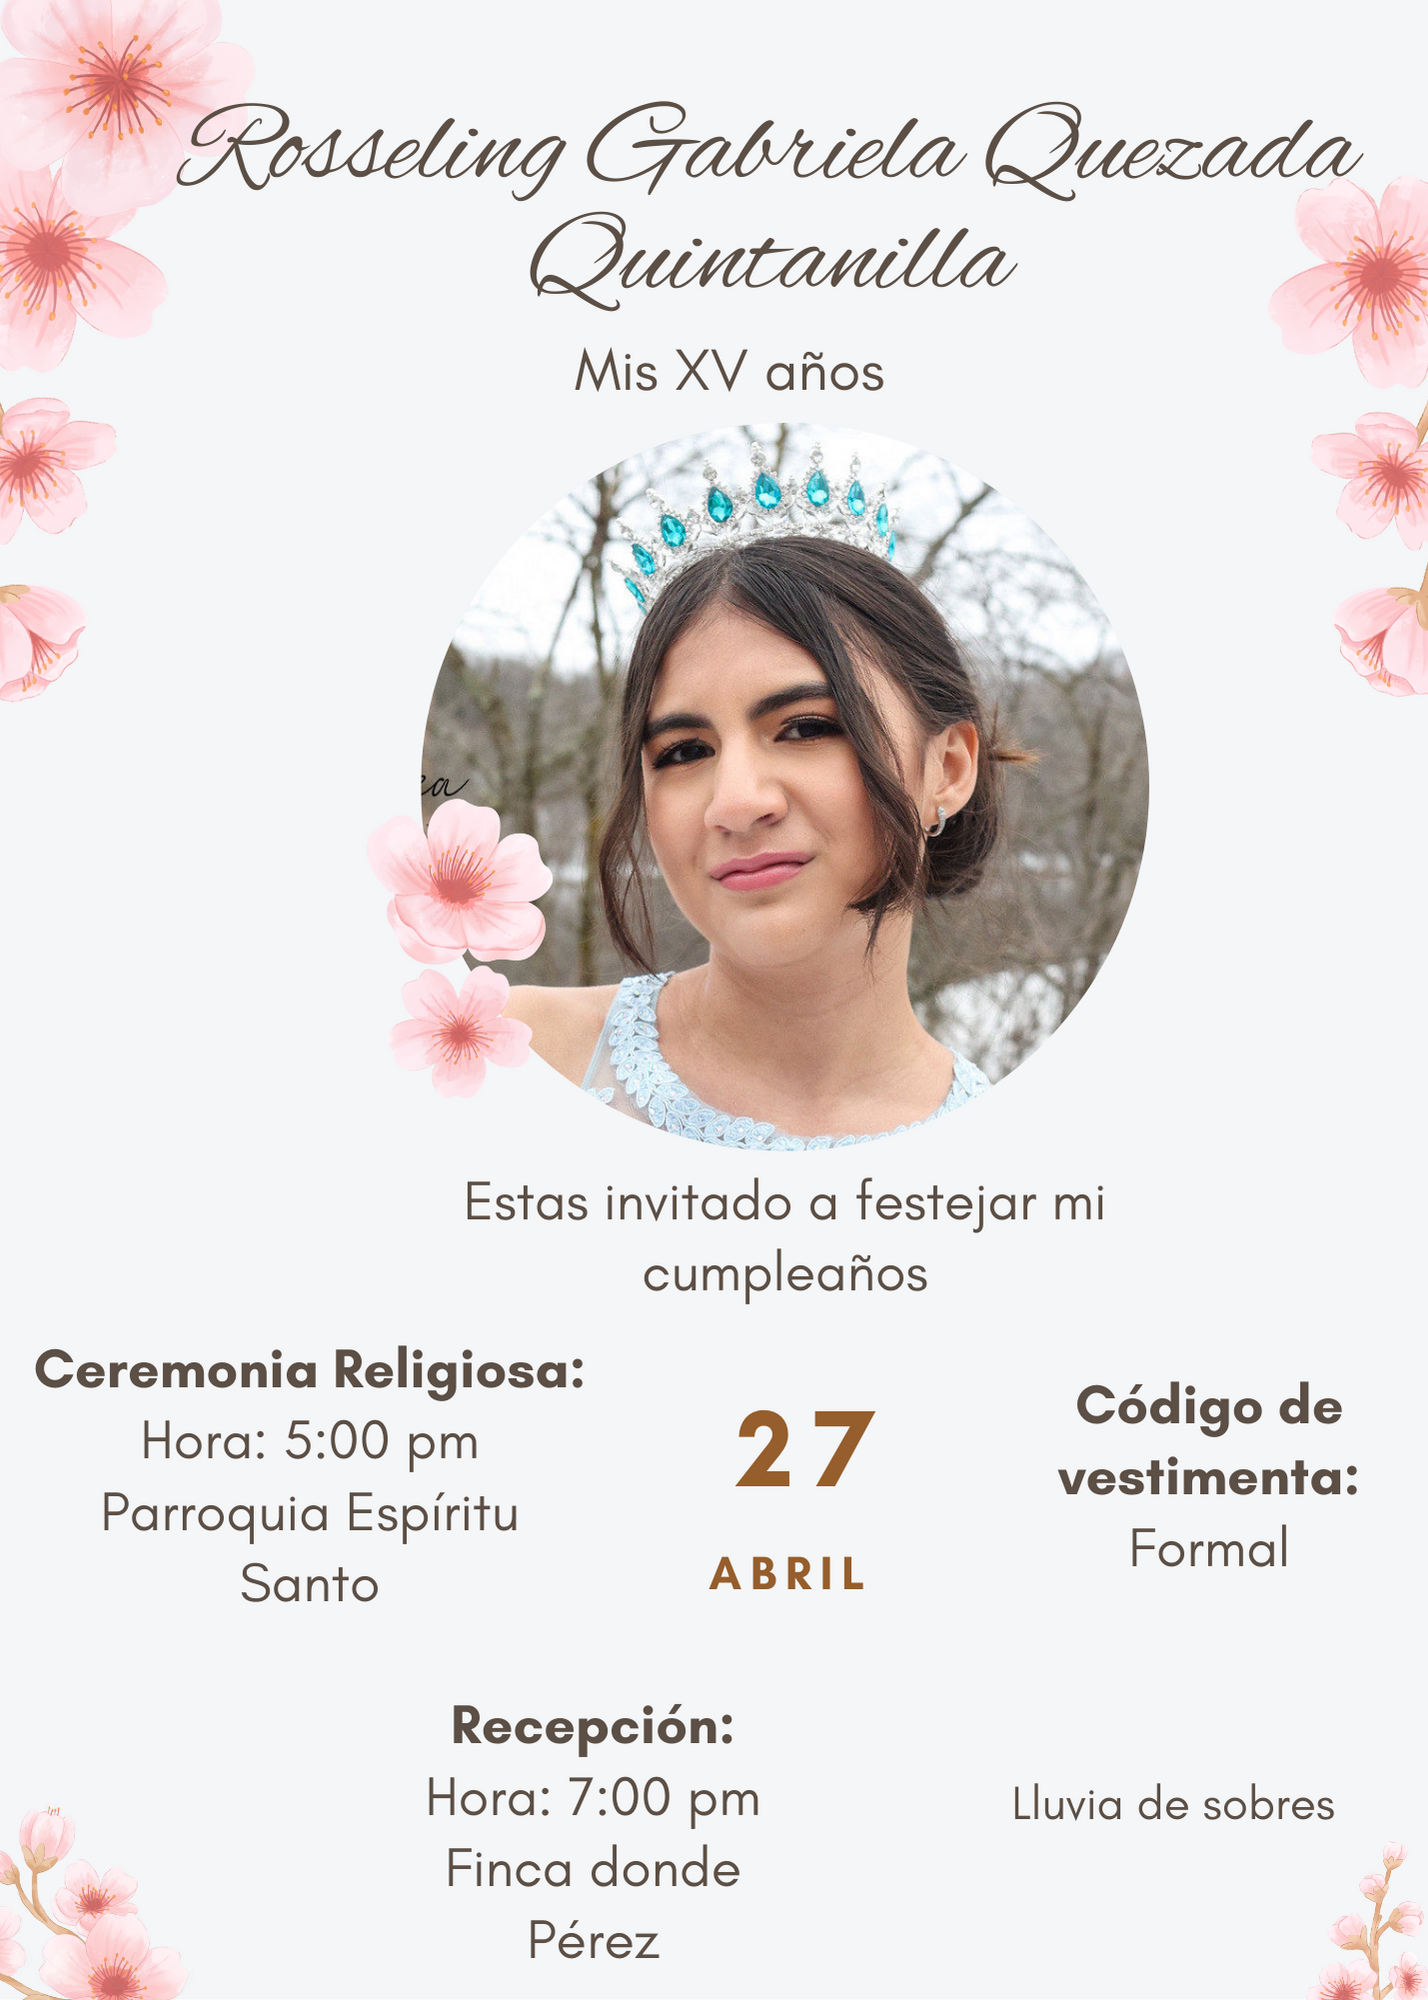 Rosseling Gabriela Quezada
Quintanilla
Mis XV años
Estas invitado a festejar mi
cumpleaños
Ceremonia Religiosa:
Hora: 5:00 pm
Parroquia Espíritu
Santo
27
ABRIL
Código de
vestimenta:
Formal
Recepción:
Hora: 7:00 pm
Finca donde
Pérez
Lluvia de sobres